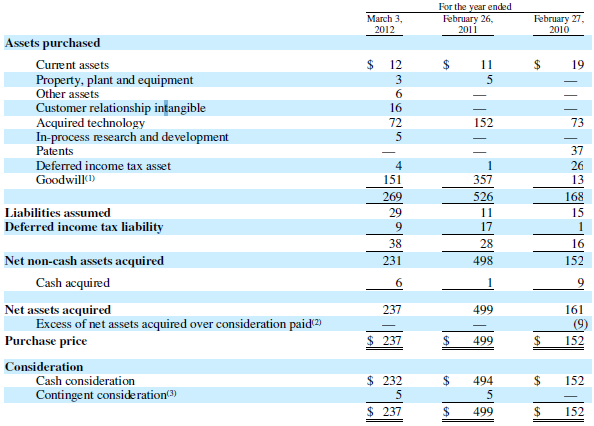 For the year ended
March 3, February 26, February 27,
2012 2011 2010
Assets purchased
Current assets $ 12 $ 11 $ 19
Property, plant and equipment 3 5 —
Other assets 6 — —
Customer relationship intangible 16 — —
Acquired technology 72 152 73
In-process research and development 5 — —
Patents — — 37
Deferred income tax asset 4 1 26
Goodwill(1) 151 357 13
269 526 168
Liabilities assumed 29 11 15
Deferred income tax liability 9 17 1
38 28 16
Net non-cash assets acquired 231 498 152
Cash acquired 6 1 9
Net assets acquired 237 499 161
Excess of net assets acquired over consideration paid(2) — — (9)
Purchase price $ 237 $ 499 $ 152
Consideration
Cash consideration $ 232 $ 494 $ 152
Contingent consideration(3) 5 5 —
$ 237 $ 499 $ 152